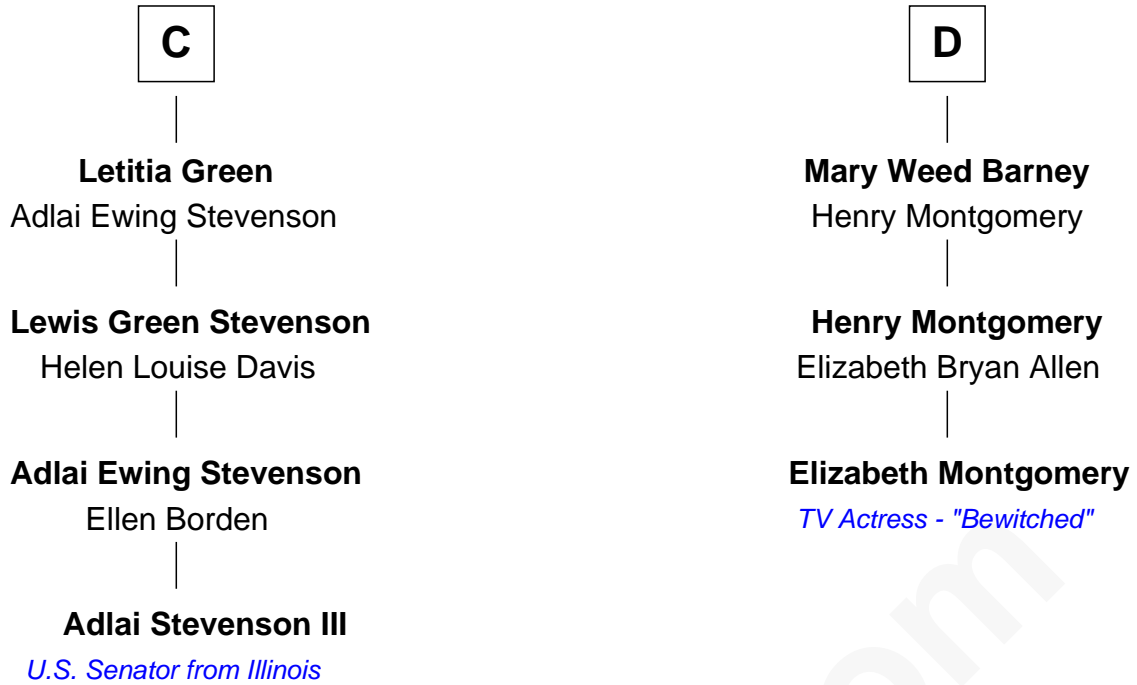 C
Letitia Green
Adlai Ewing Stevenson
Lewis Green Stevenson
Helen Louise Davis
Adlai Ewing Stevenson
Ellen Borden
Adlai Stevenson III
U.S. Senator from Illinois
D
Mary Weed Barney
Henry Montgomery
Henry Montgomery
Elizabeth Bryan Allen
Elizabeth Montgomery
TV Actress - "Bewitched"
om